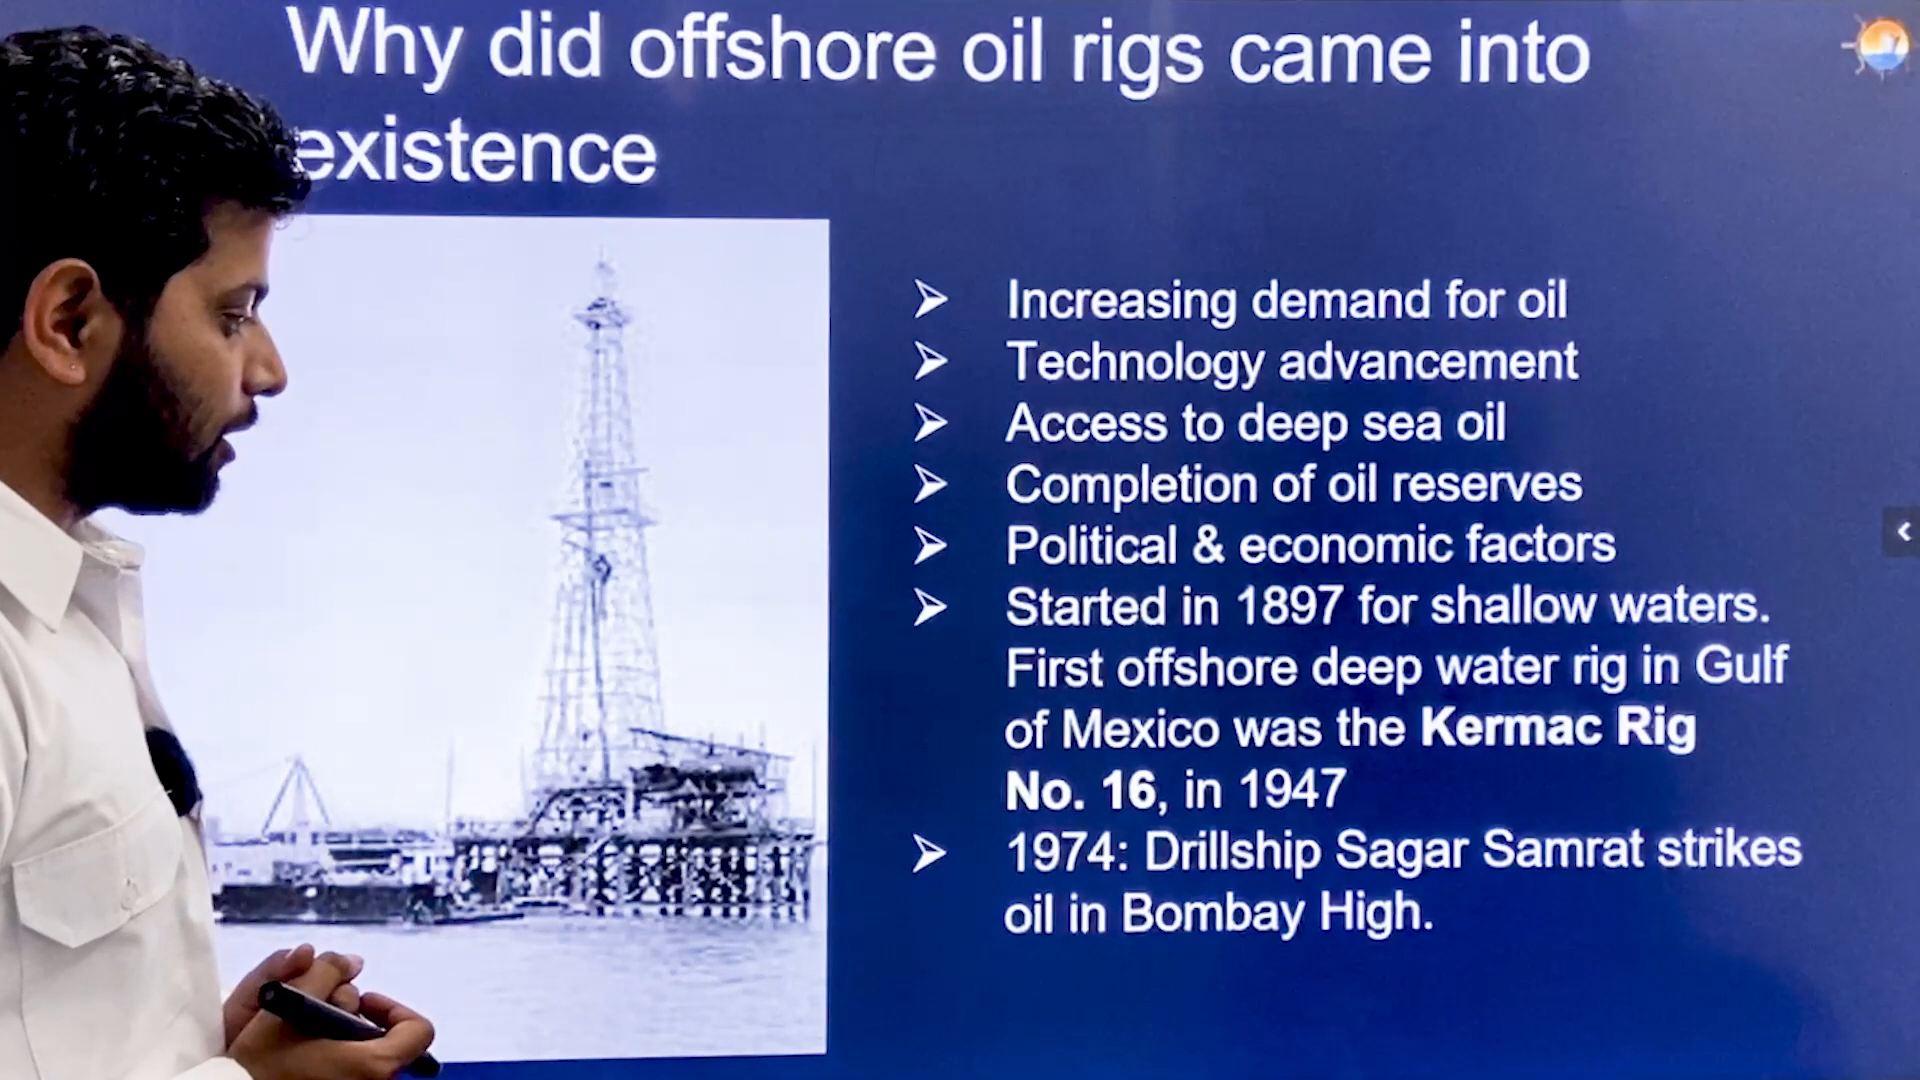 Why did offshore oil rigs came into
existence
➢ Increasing demand for oil
➢ Technology advancement
➢ Access to deep sea oil
➢ Completion of oil reserves
➢ Political & economic factors
➢ Started in 1897 for shallow waters.
First offshore deep water rig in Gulf
of Mexico was the Kermac Rig
No. 16, in 1947
➢ 1974: Drillship Sagar Samrat strikes
oil in Bombay High.